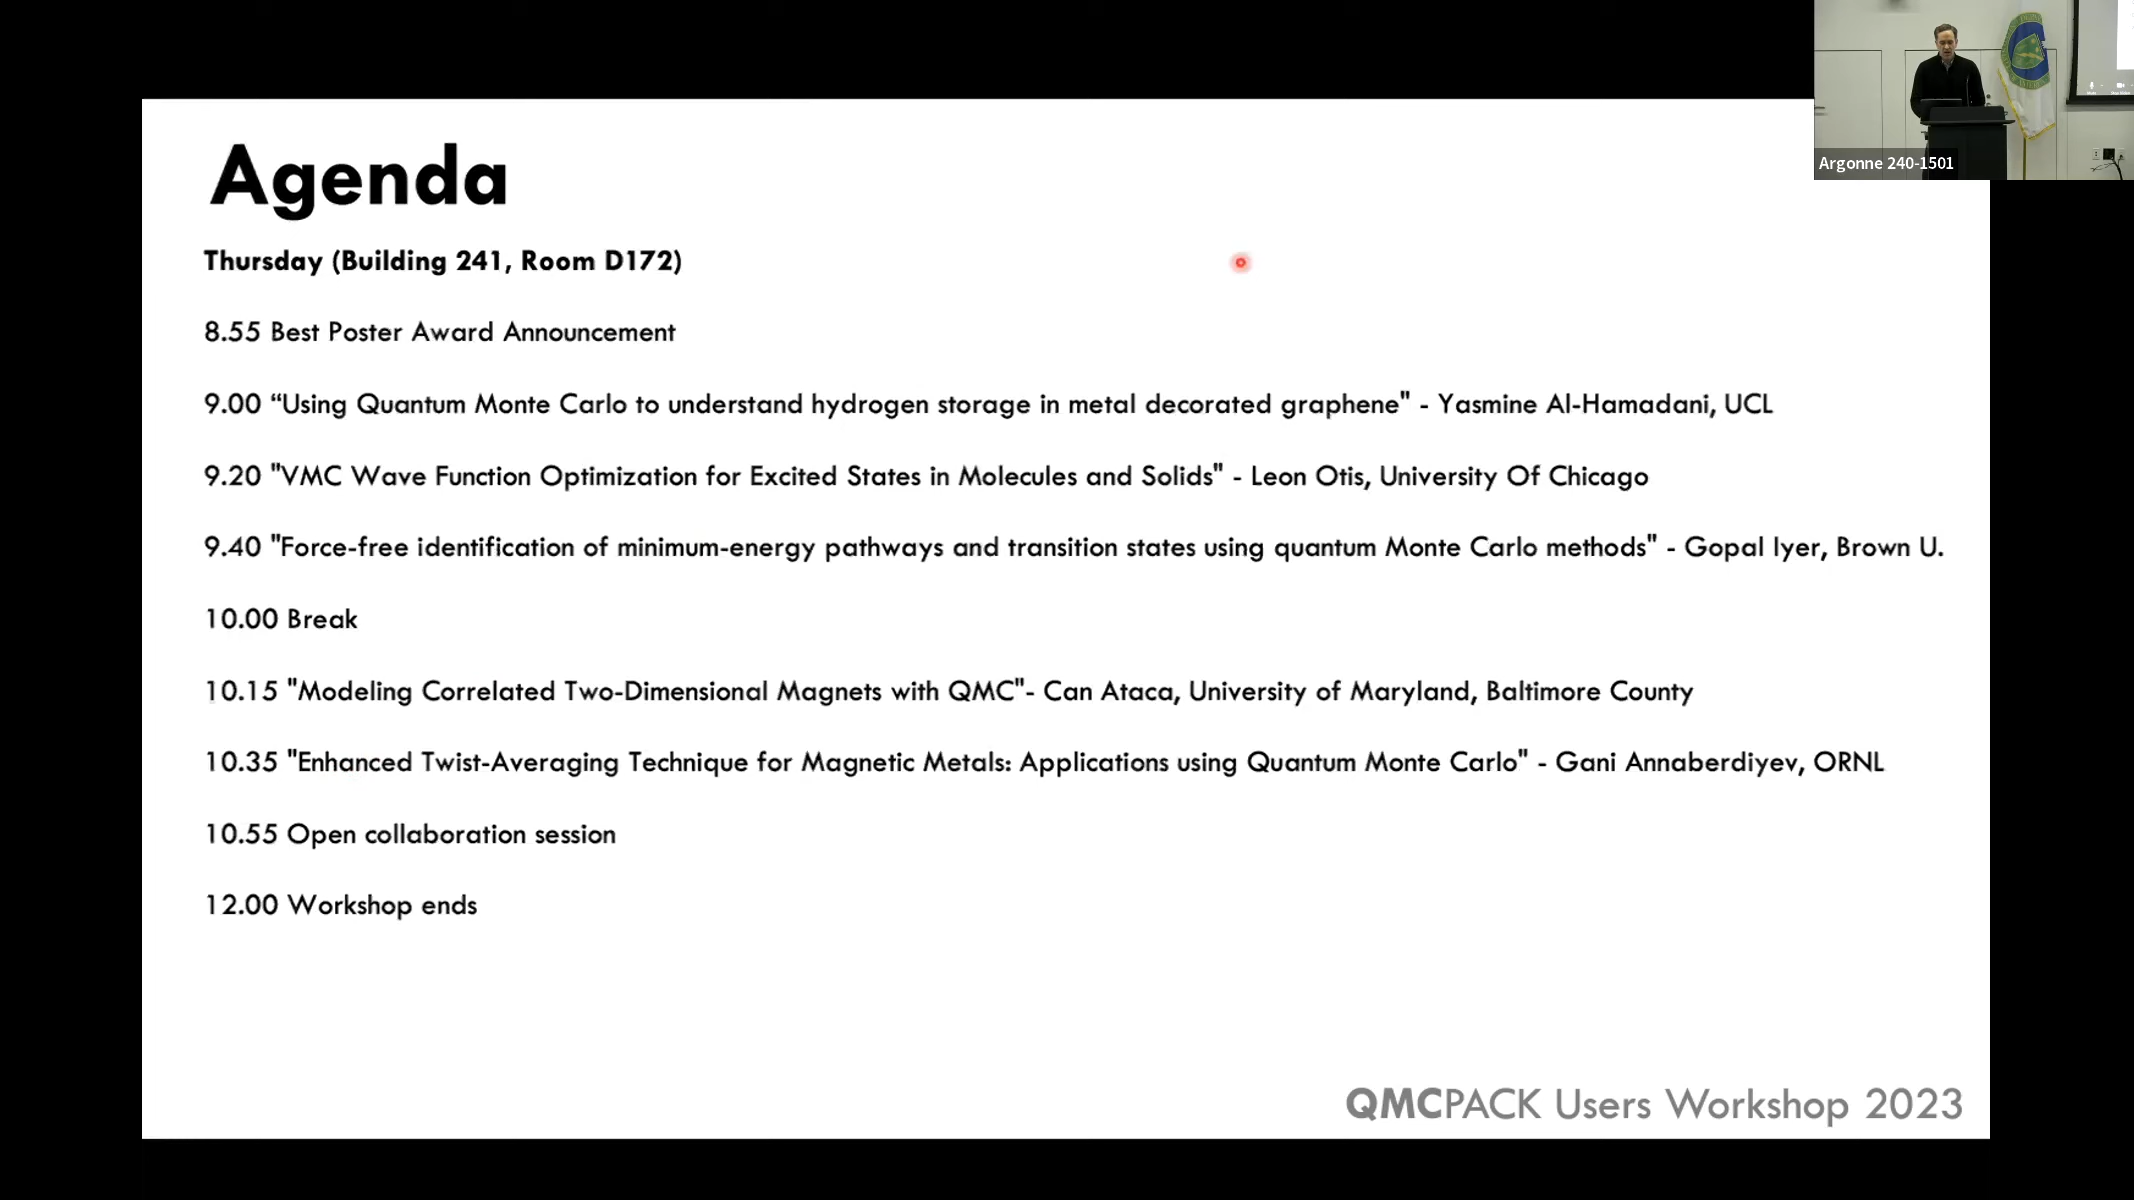 Agenda
Thursday (Building 241, Room D172)
8.55 Best Poster Award Announcement
9.00 “Using Quantum Monte Carlo to understand hydrogen storage in metal decorated graphene" - Yasmine Al-Hamadani, UCL
9.20 "VMC Wave Function Optimization for Excited States in Molecules and Solids" - Leon Otis, University Of Chicago
9.40 "Force-free identification of minimum-energy pathways and transition states using quantum Monte Carlo methods" - Gopal Iyer, Brown U.
10.00 Break
10.15 "Modeling Correlated Two-Dimensional Magnets with QMC"- Can Ataca, University of Maryland, Baltimore County
10.35 "Enhanced Twist-Averaging Technique for Magnetic Metals: Applications using Quantum Monte Carlo" - Gani Annaberdiyev, ORNL
10.55 Open collaboration session
12.00 Workshop ends
QMCPACK Users Workshop 2023
Argonne 240-1501